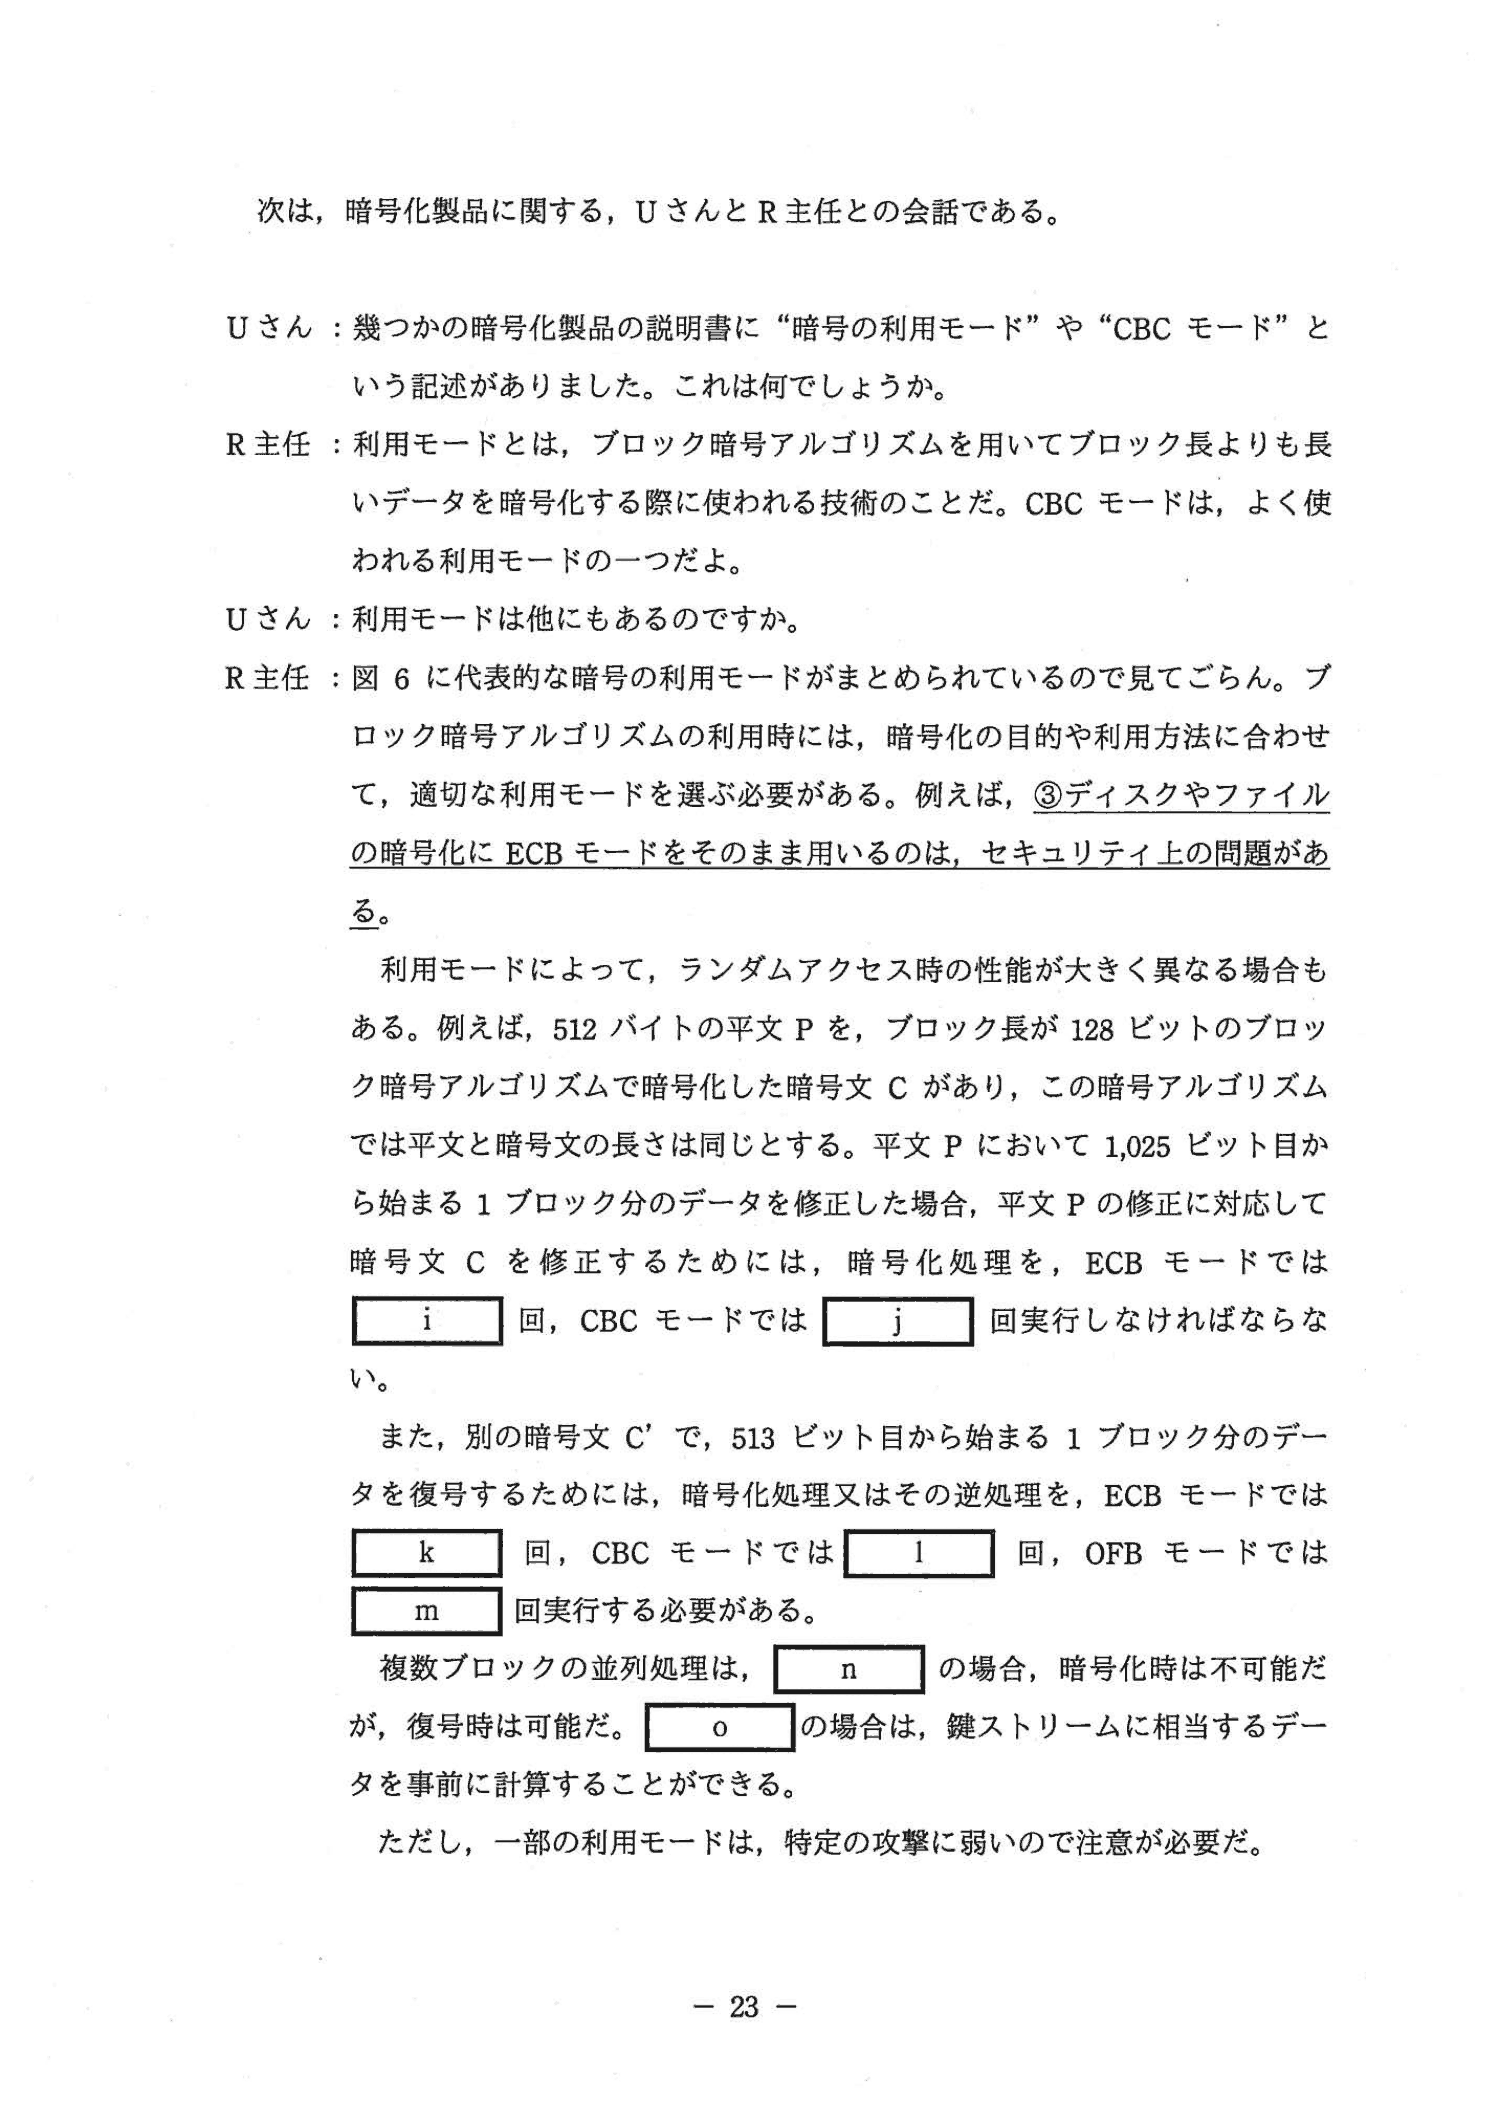 次は，暗号化製品に関する，UさんとR主任との会話である。
Uさん ：幾つかの暗号化製品の説明書に“暗号の利用モード”や“CBC モード”と
いう記述がありました。これは何でしょうか。
R主任 ：利用モードとは，ブロック暗号アルゴリズムを用いてブロック長よりも長
いデータを暗号化する際に使われる技術のことだ。CBC モードは，よく使
われる利用モードの一つだよ。
Uさん ：利用モードは他にもあるのですか。
R主任 ：図 6 に代表的な暗号の利用モードがまとめられているので見てごらん。ブ
ロック暗号アルゴリズムの利用時には，暗号化の目的や利用方法に合わせ
て，適切な利用モードを選ぶ必要がある。例えば，③ディスクやファイル
の暗号化に ECB モードをそのまま用いるのは，セキュリティ上の問題があ
る。
利用モードによって，ランダムアクセス時の性能が大きく異なる場合も
ある。例えば，512 バイトの平文 P を，ブロック長が 128 ビットのブロッ
ク暗号アルゴリズムで暗号化した暗号文 C があり，この暗号アルゴリズム
では平文と暗号文の長さは同じとする。平文 P において 1,025 ビット目か
ら始まる 1 ブロック分のデータを修正した場合，平文 P の修正に対応して
暗号文 C を修正するためには，暗号化処理を，ECB モードでは
i 回，CBC モードでは j 回実行しなければならな
い。
また，別の暗号文 C’ で，513 ビット目から始まる 1 ブロック分のデー
タを復号するためには，暗号化処理又はその逆処理を，ECB モードでは
k 回，CBC モードでは l 回，OFB モードでは
m 回実行する必要がある。
複数ブロックの並列処理は， n の場合，暗号化時は不可能だ
が，復号時は可能だ。 o の場合は，鍵ストリームに相当するデー
タを事前に計算することができる。
ただし，一部の利用モードは，特定の攻撃に弱いので注意が必要だ。
－ 23 －